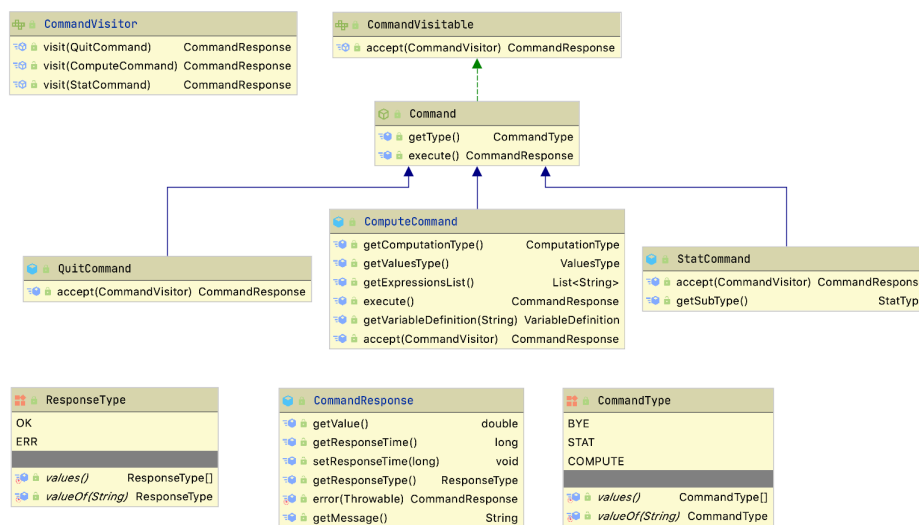 CommandVisitor
visit(QuitCommand) CommandResponse
visit(ComputeCommand) CommandResponse
visit(StatCommand) CommandResponse
CommandVisitable
accept(CommandVisitor) CommandResponse
Command
getType() CommandType
execute() CommandResponse
QuitCommand
accept(CommandVisitor) CommandResponse
ComputeCommand
getComputationType() ComputationType
getValuesType() ValuesType
getExpressionsList() List<String>
execute() CommandResponse
getVariableDefinition(String) VariableDefinition
accept(CommandVisitor) CommandResponse
StatCommand
accept(CommandVisitor) CommandRespons
getSubType() StatTyp
ResponseType
OK
ERR
values() ResponseType[]
valueOf(String) ResponseType
CommandResponse
getValue() double
getResponseTime() long
setResponseTime(long) void
getResponseType() ResponseType
error(Throwable) CommandResponse
getMessage() String
CommandType
BYE
STAT
COMPUTE
values() CommandType[]
valueOf(String) CommandType